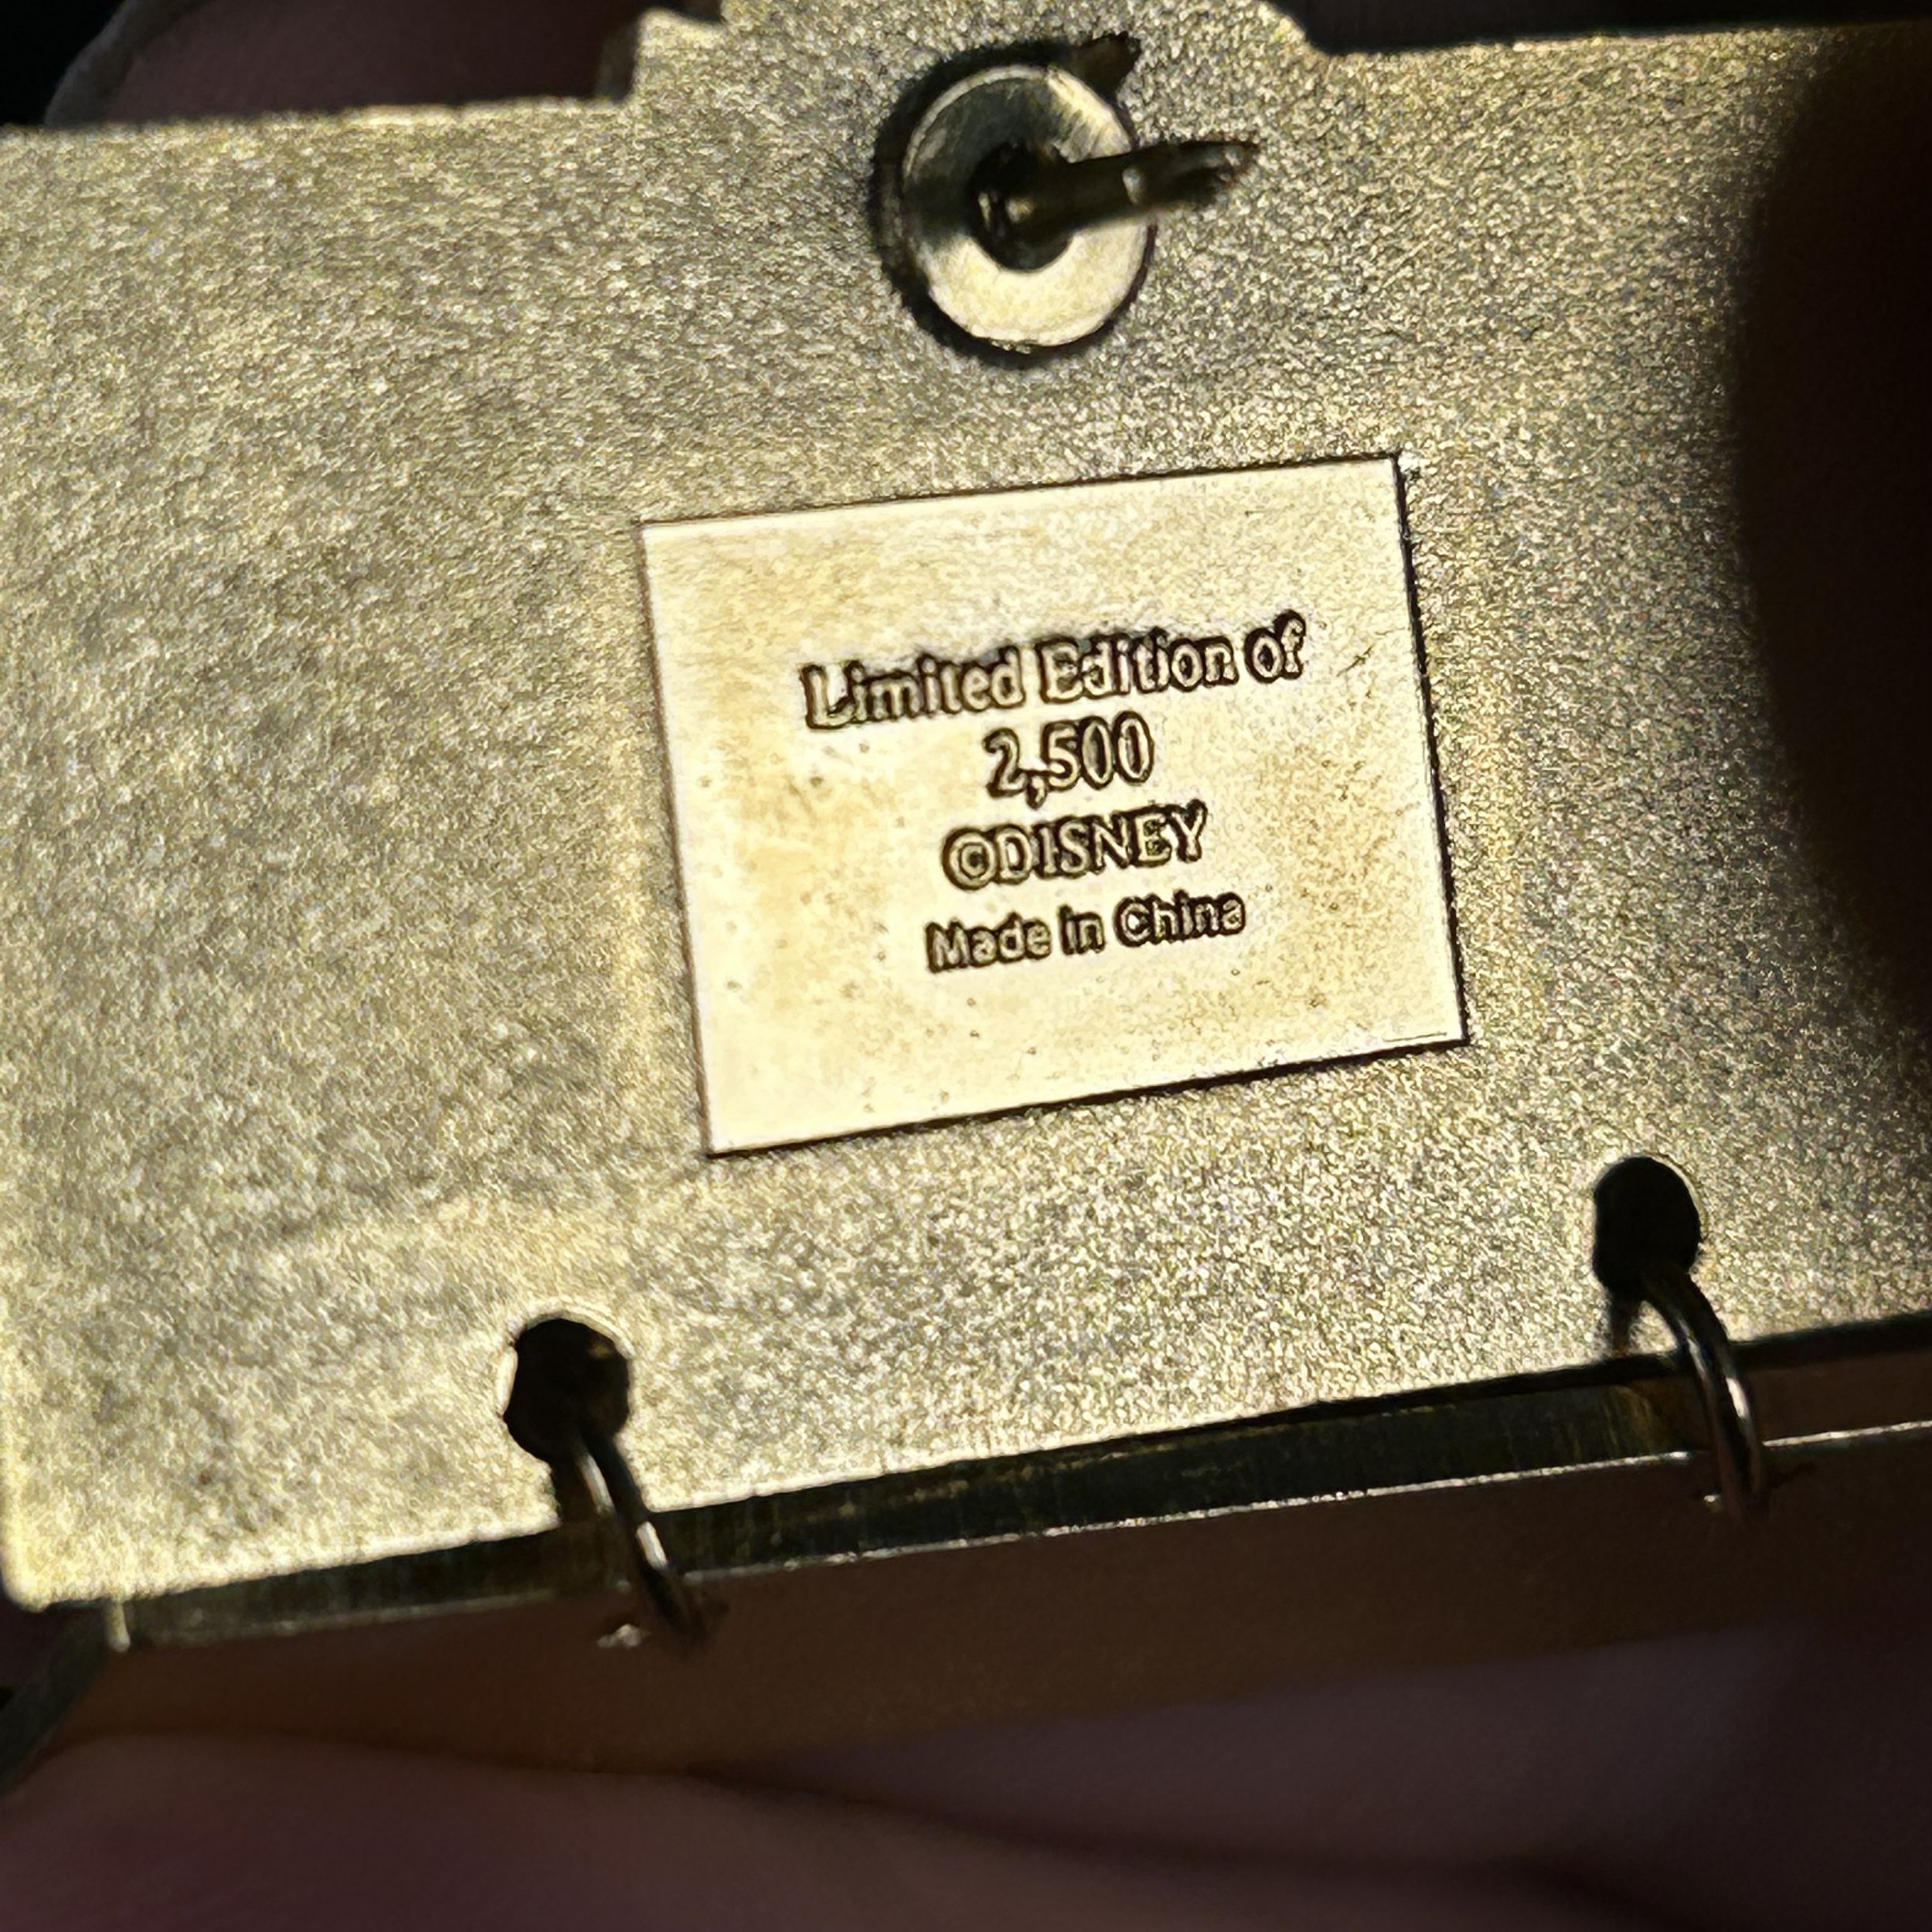 Limited Edition of
2,500
©DISNEY
Made in China